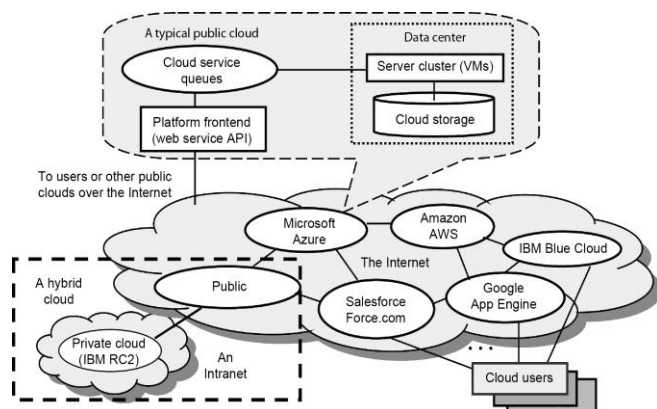 A typical public cloud
Data center
Cloud service
queues
Server cluster (VMs)
Platform frontend
(web service API)
Cloud storage
To users or other public
clouds over the Internet
Microsoft
Azure
Amazon
AWS
IBM Blue Cloud
The Internet
A hybrid
cloud
Public
Salesforce
Force.com
Google
App Engine
Private cloud
(IBM RC2)
An
Intranet
...
Cloud users